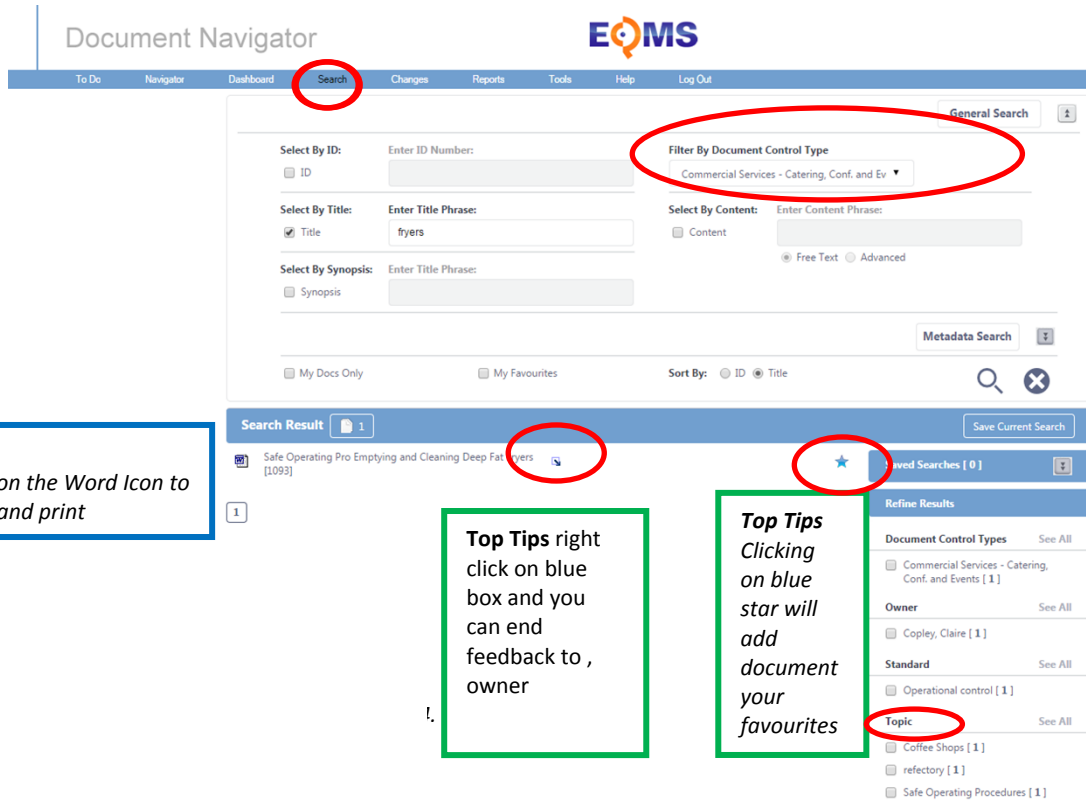 Document Navigator
EQMS
To Do Navigator Dashboard Search Changes Reports Tools Help Log Out
General Search
Select By ID: Enter ID Number: Filter By Document Control Type
ID Commercial Services - Catering, Conf. and Ev
Select By Title: Enter Title Phrase: Select By Content: Enter Content Phrase:
Title fryers Content
Free Text Advanced
Select By Synopsis: Enter Title Phrase:
Synopsis
Metadata Search
My Docs Only My Favourites Sort By: ID Title
Search Result 1 Save Current Search
Safe Operating Pro Emptying and Cleaning Deep Fat Fryers
[1093]
1
on the Word Icon to
and print
Top Tips right
click on blue
box and you
can end
feedback to ,
owner
Top Tips
Clicking
on blue
star will
add
document
your
favourites
Saved Searches [ 0 ]
Refine Results
Document Control Types See All
Commercial Services - Catering,
Conf. and Events [ 1 ]
Owner See All
Copley, Claire [ 1 ]
Standard See All
Operational control [ 1 ]
Topic See All
Coffee Shops [ 1 ]
refectory [ 1 ]
Safe Operating Procedures [ 1 ]